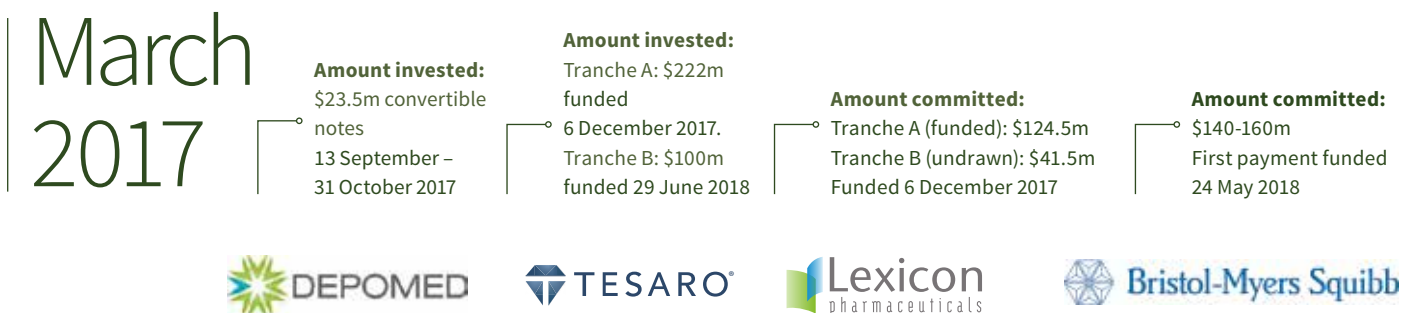 March
2017
Amount invested:
$23.5m convertible
notes
13 September –
31 October 2017
Amount invested:
Tranche A: $222m
funded
6 December 2017.
Tranche B: $100m
funded 29 June 2018
Amount committed:
Tranche A (funded): $124.5m
Tranche B (undrawn): $41.5m
Funded 6 December 2017
Amount committed:
$140-160m
First payment funded
24 May 2018
DEPOMED
TESARO®
Lexicon
pharmaceuticals
Bristol-Myers Squibb